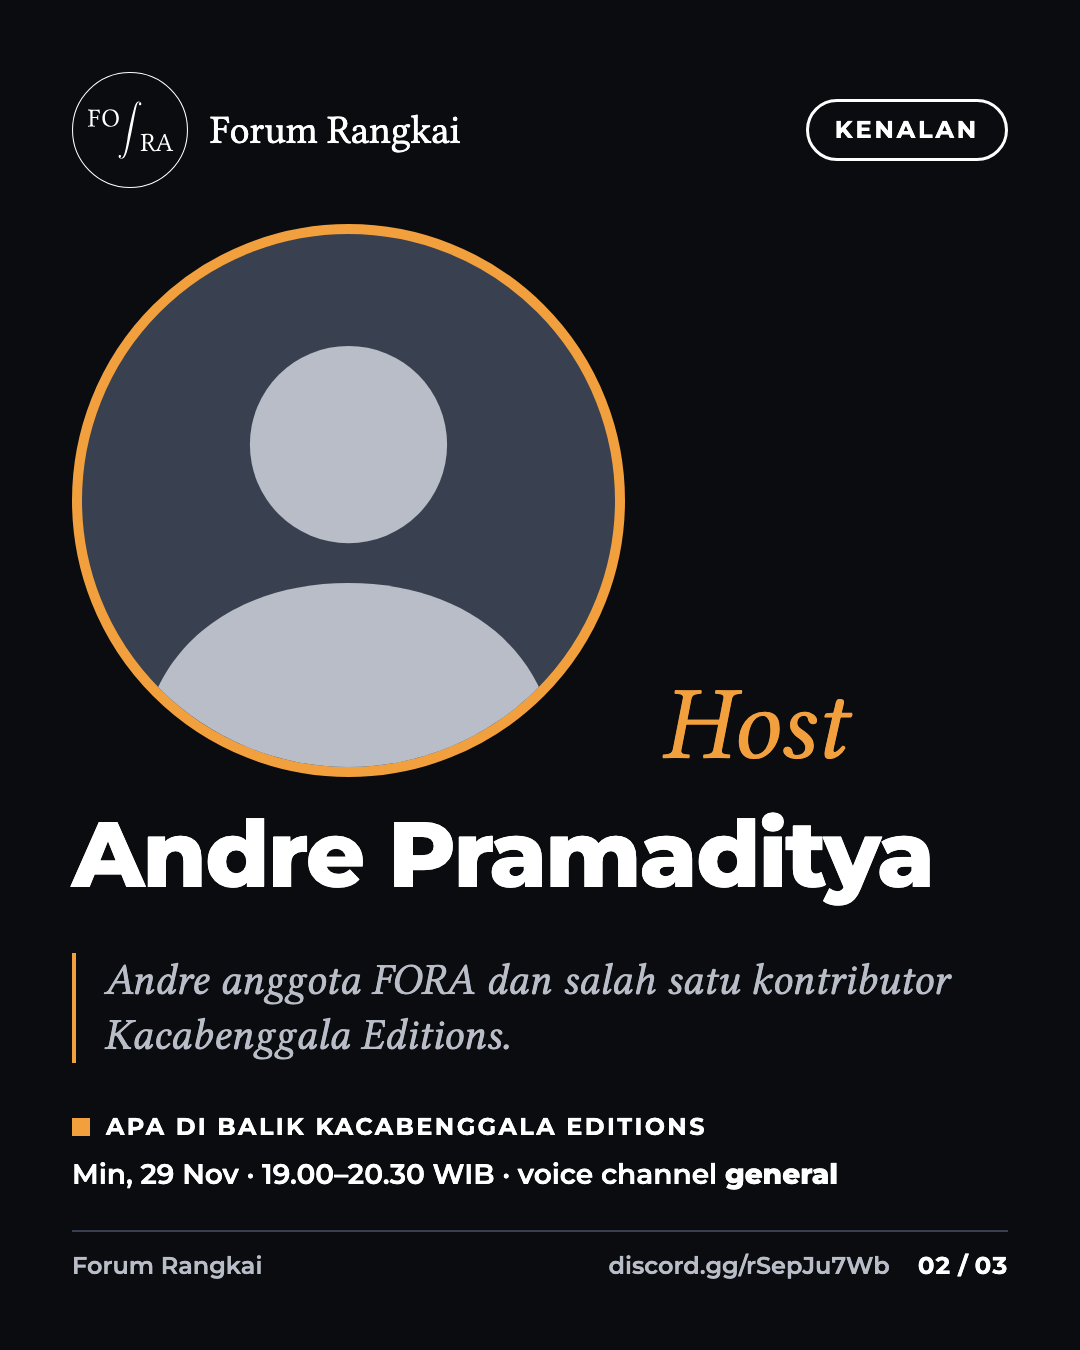 FO RA
Forum Rangkai
KENALAN
Host
Andre Pramaditya
Andre anggota FORA dan salah satu kontributor
Kacabenggala Editions.
APA DI BALIK KACABENGGALA EDITIONS
Min, 29 Nov · 19.00–20.30 WIB · voice channel general
Forum Rangkai
discord.gg/rSepJu7Wb
02 / 03